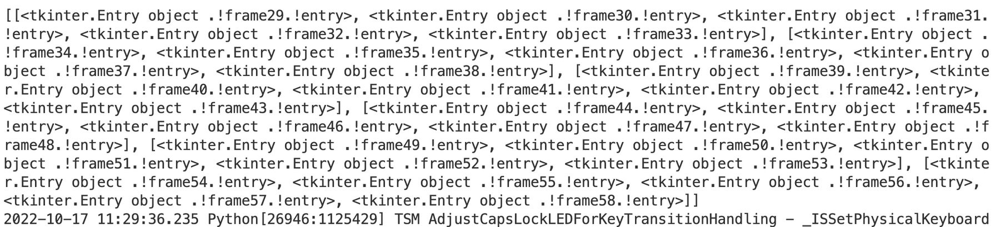 [[<tkinter.Entry object .!frame29.!entry>, <tkinter.Entry object .!frame30.!entry>, <tkinter.Entry object .!frame31.
!entry>, <tkinter.Entry object .!frame32.!entry>, <tkinter.Entry object .!frame33.!entry>], [<tkinter.Entry object .
!frame34.!entry>, <tkinter.Entry object .!frame35.!entry>, <tkinter.Entry object .!frame36.!entry>, <tkinter.Entry o
bject .!frame37.!entry>, <tkinter.Entry object .!frame38.!entry>], [<tkinter.Entry object .!frame39.!entry>, <tkinte
r.Entry object .!frame40.!entry>, <tkinter.Entry object .!frame41.!entry>, <tkinter.Entry object .!frame42.!entry>,
<tkinter.Entry object .!frame43.!entry>], [<tkinter.Entry object .!frame44.!entry>, <tkinter.Entry object .!frame45.
!entry>, <tkinter.Entry object .!frame46.!entry>, <tkinter.Entry object .!frame47.!entry>, <tkinter.Entry object .!f
rame48.!entry>], [<tkinter.Entry object .!frame49.!entry>, <tkinter.Entry object .!frame50.!entry>, <tkinter.Entry o
bject .!frame51.!entry>, <tkinter.Entry object .!frame52.!entry>, <tkinter.Entry object .!frame53.!entry>], [<tkinte
r.Entry object .!frame54.!entry>, <tkinter.Entry object .!frame55.!entry>, <tkinter.Entry object .!frame56.!entry>,
<tkinter.Entry object .!frame57.!entry>, <tkinter.Entry object .!frame58.!entry>]]
2022-10-17 11:29:36.235 Python[26946:1125429] TSM AdjustCapsLockLEDForKeyTransitionHandling - _ISSetPhysicalKeyboard